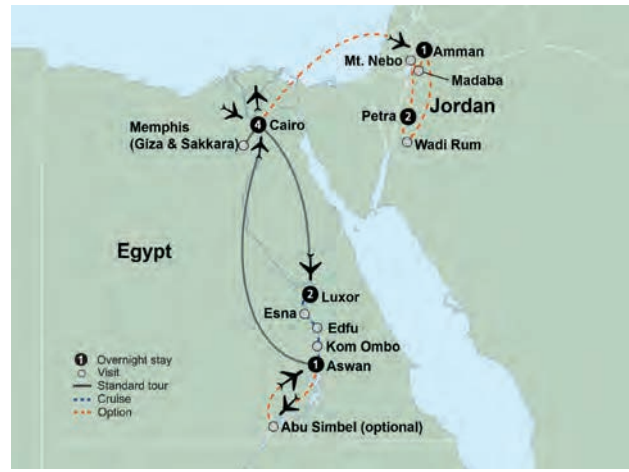 1 Amman
Mt. Nebo
Madaba
Jordan
Petra 2
Wadi Rum
4 Cairo
Memphis
(Giza & Sakkara)
Egypt
2 Luxor
Esna
Edfu
Kom Ombo
1 Aswan
Abu Simbel (optional)
1 Overnight stay
Visit
Standard tour
Cruise
Option